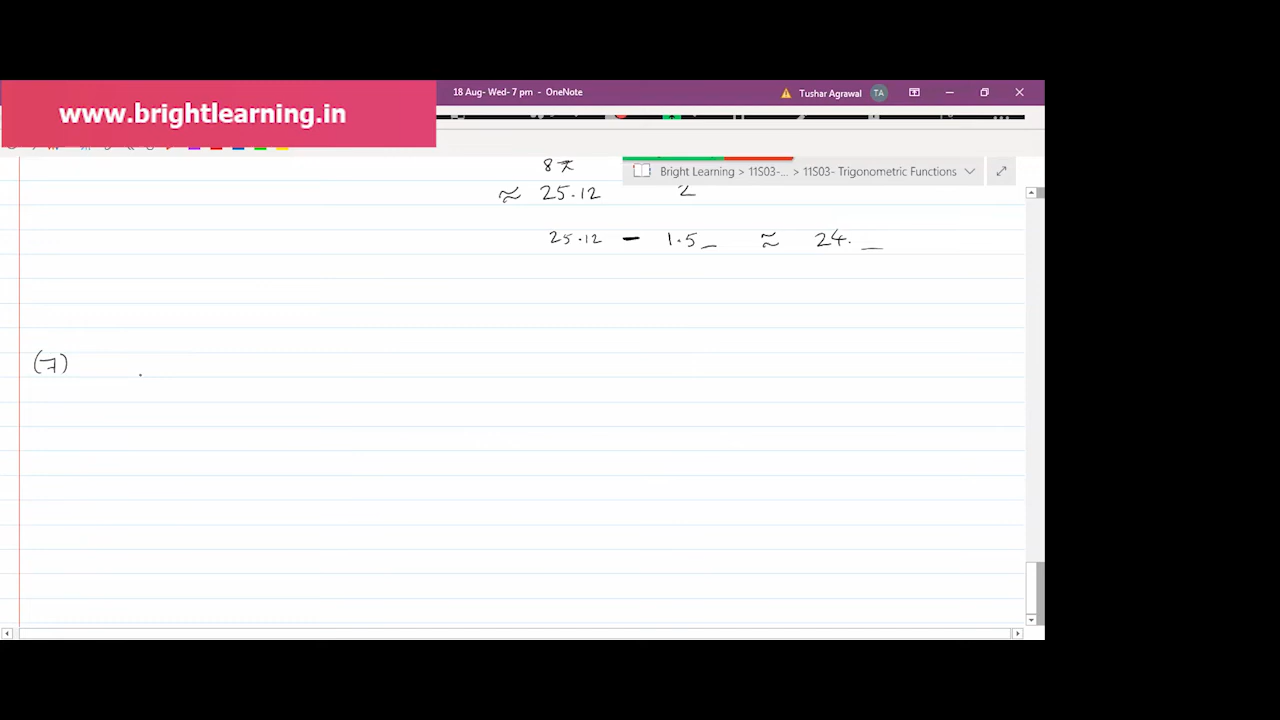 www.brightlearning.in
18 Aug- Wed- 7 pm - OneNote
Tushar Agrawal TA
Bright Learning > 11S03-... > 11S03- Trigonometric Functions
8π
≈ 25.12 2
25.12 - 1.5_ ≈ 24. _
(7) .